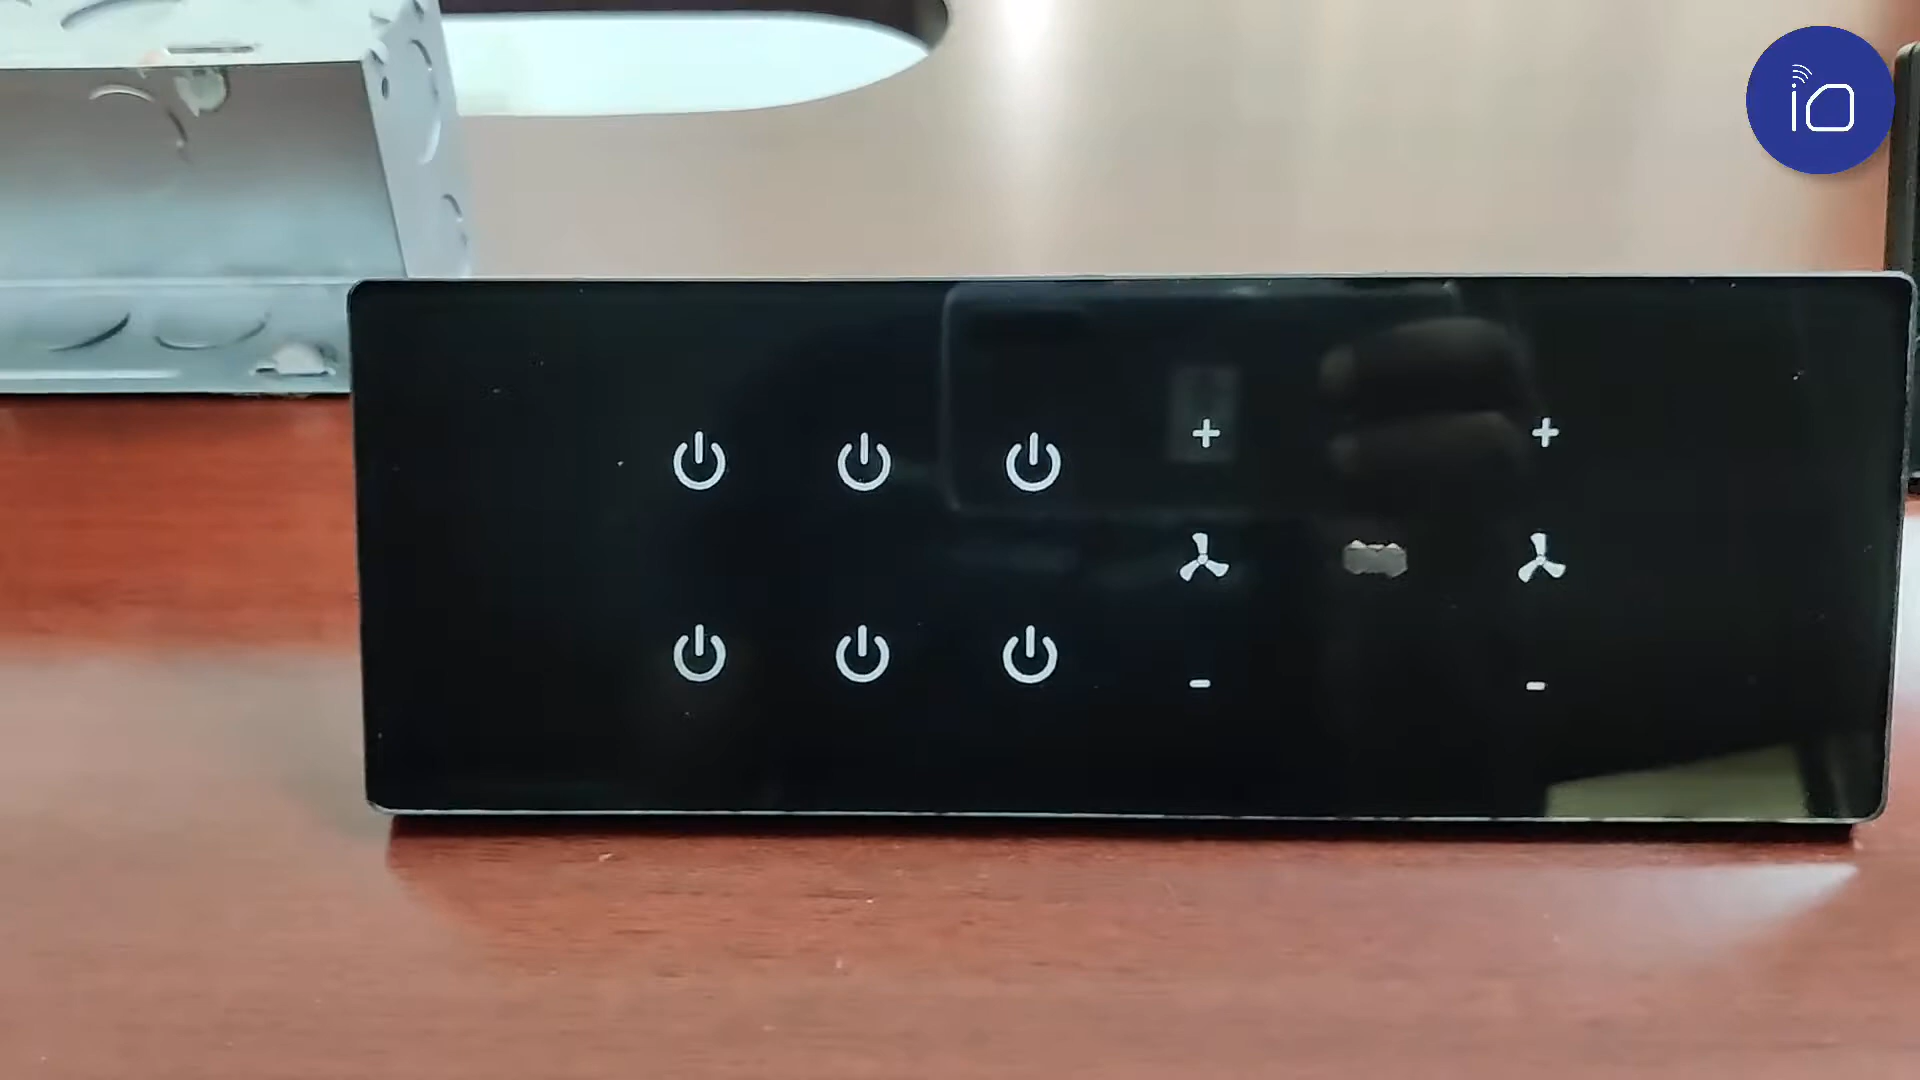 io
+ +
- -